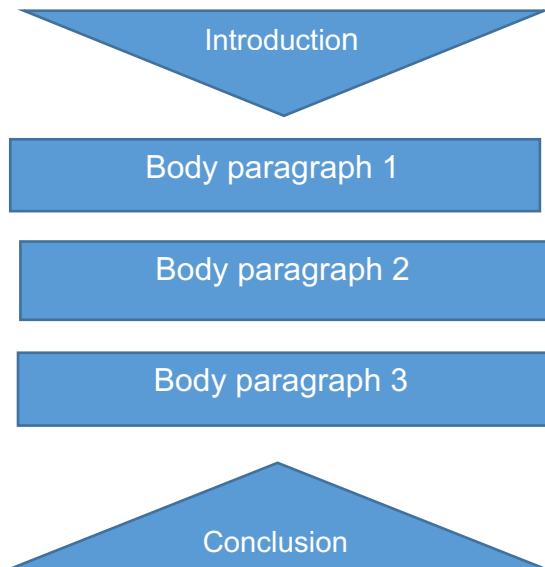 Introduction
Body paragraph 1
Body paragraph 2
Body paragraph 3
Conclusion